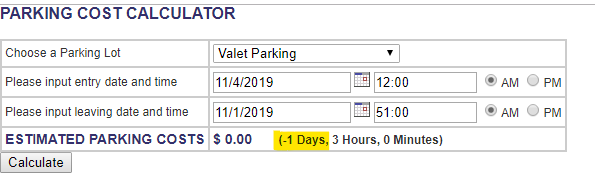 PARKING COST CALCULATOR
Choose a Parking Lot Valet Parking
Please input entry date and time 11/4/2019 12:00 AM PM
Please input leaving date and time 11/1/2019 51:00 AM PM
ESTIMATED PARKING COSTS $ 0.00 (-1 Days, 3 Hours, 0 Minutes)
Calculate